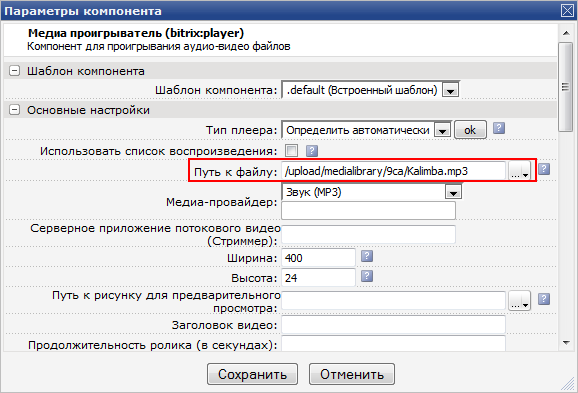 Параметры компонента
Медиа проигрыватель (bitrix:player)
Компонент для проигрывания аудио-видео файлов
Шаблон компонента
Шаблон компонента: .default (Встроенный шаблон)
Основные настройки
Тип плеера: Определить автоматически ok ?
Использовать список воспроизведения: ?
Путь к файлу: /upload/medialibrary/9ca/Kalimba.mp3 ... ?
Звук (MP3)
Медиа-провайдер:
Серверное приложение потокового видео
(Стример):
Ширина: 400 ?
Высота: 24 ?
Путь к рисунку для предварительного
просмотра: ... ?
Заголовок видео:
Продолжительность ролика (в секундах):
Сохранить Отменить